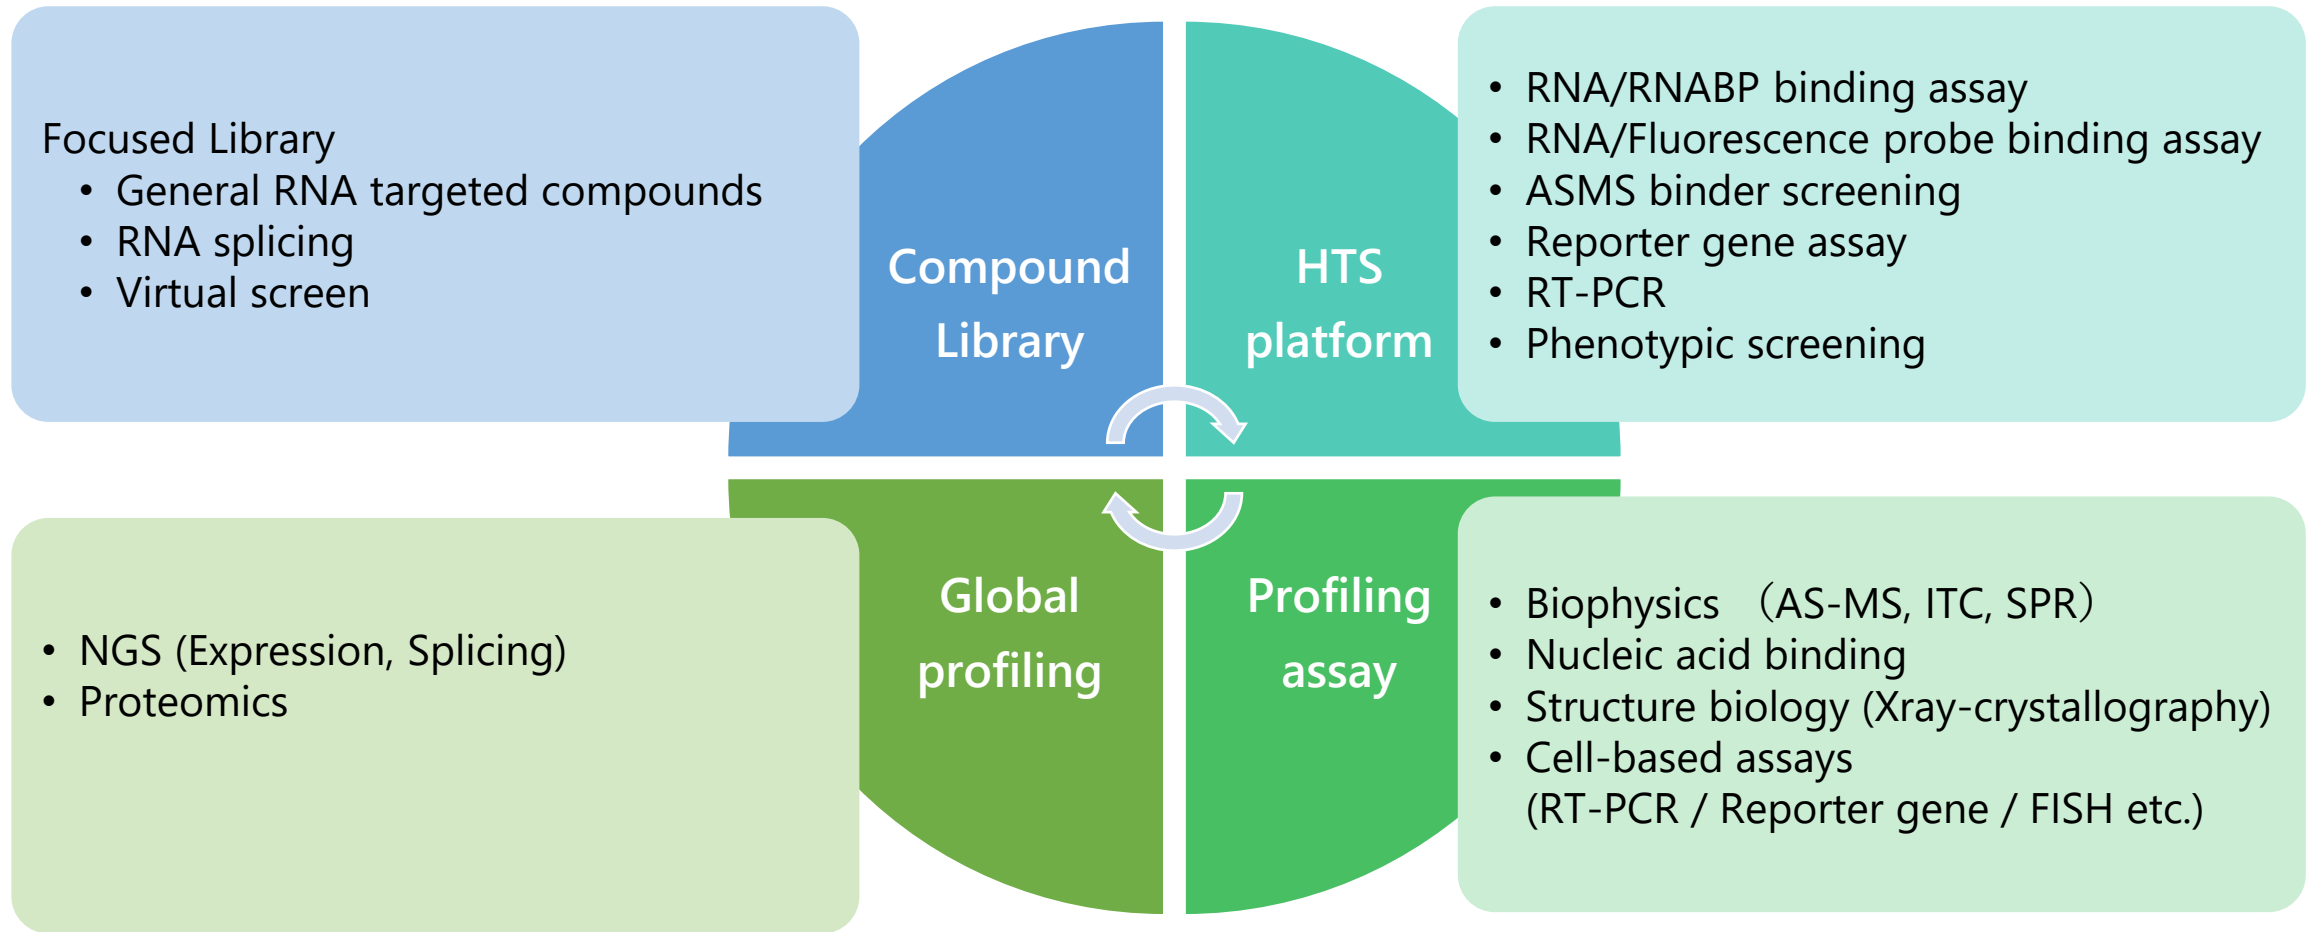 Focused Library
• General RNA targeted compounds
• RNA splicing
• Virtual screen
Compound
Library
HTS
platform
• RNA/RNABP binding assay
• RNA/Fluorescence probe binding assay
• ASMS binder screening
• Reporter gene assay
• RT-PCR
• Phenotypic screening
• NGS (Expression, Splicing)
• Proteomics
Global
profiling
Profiling
assay
• Biophysics （AS-MS, ITC, SPR）
• Nucleic acid binding
• Structure biology (Xray-crystallography)
• Cell-based assays
(RT-PCR / Reporter gene / FISH etc.)